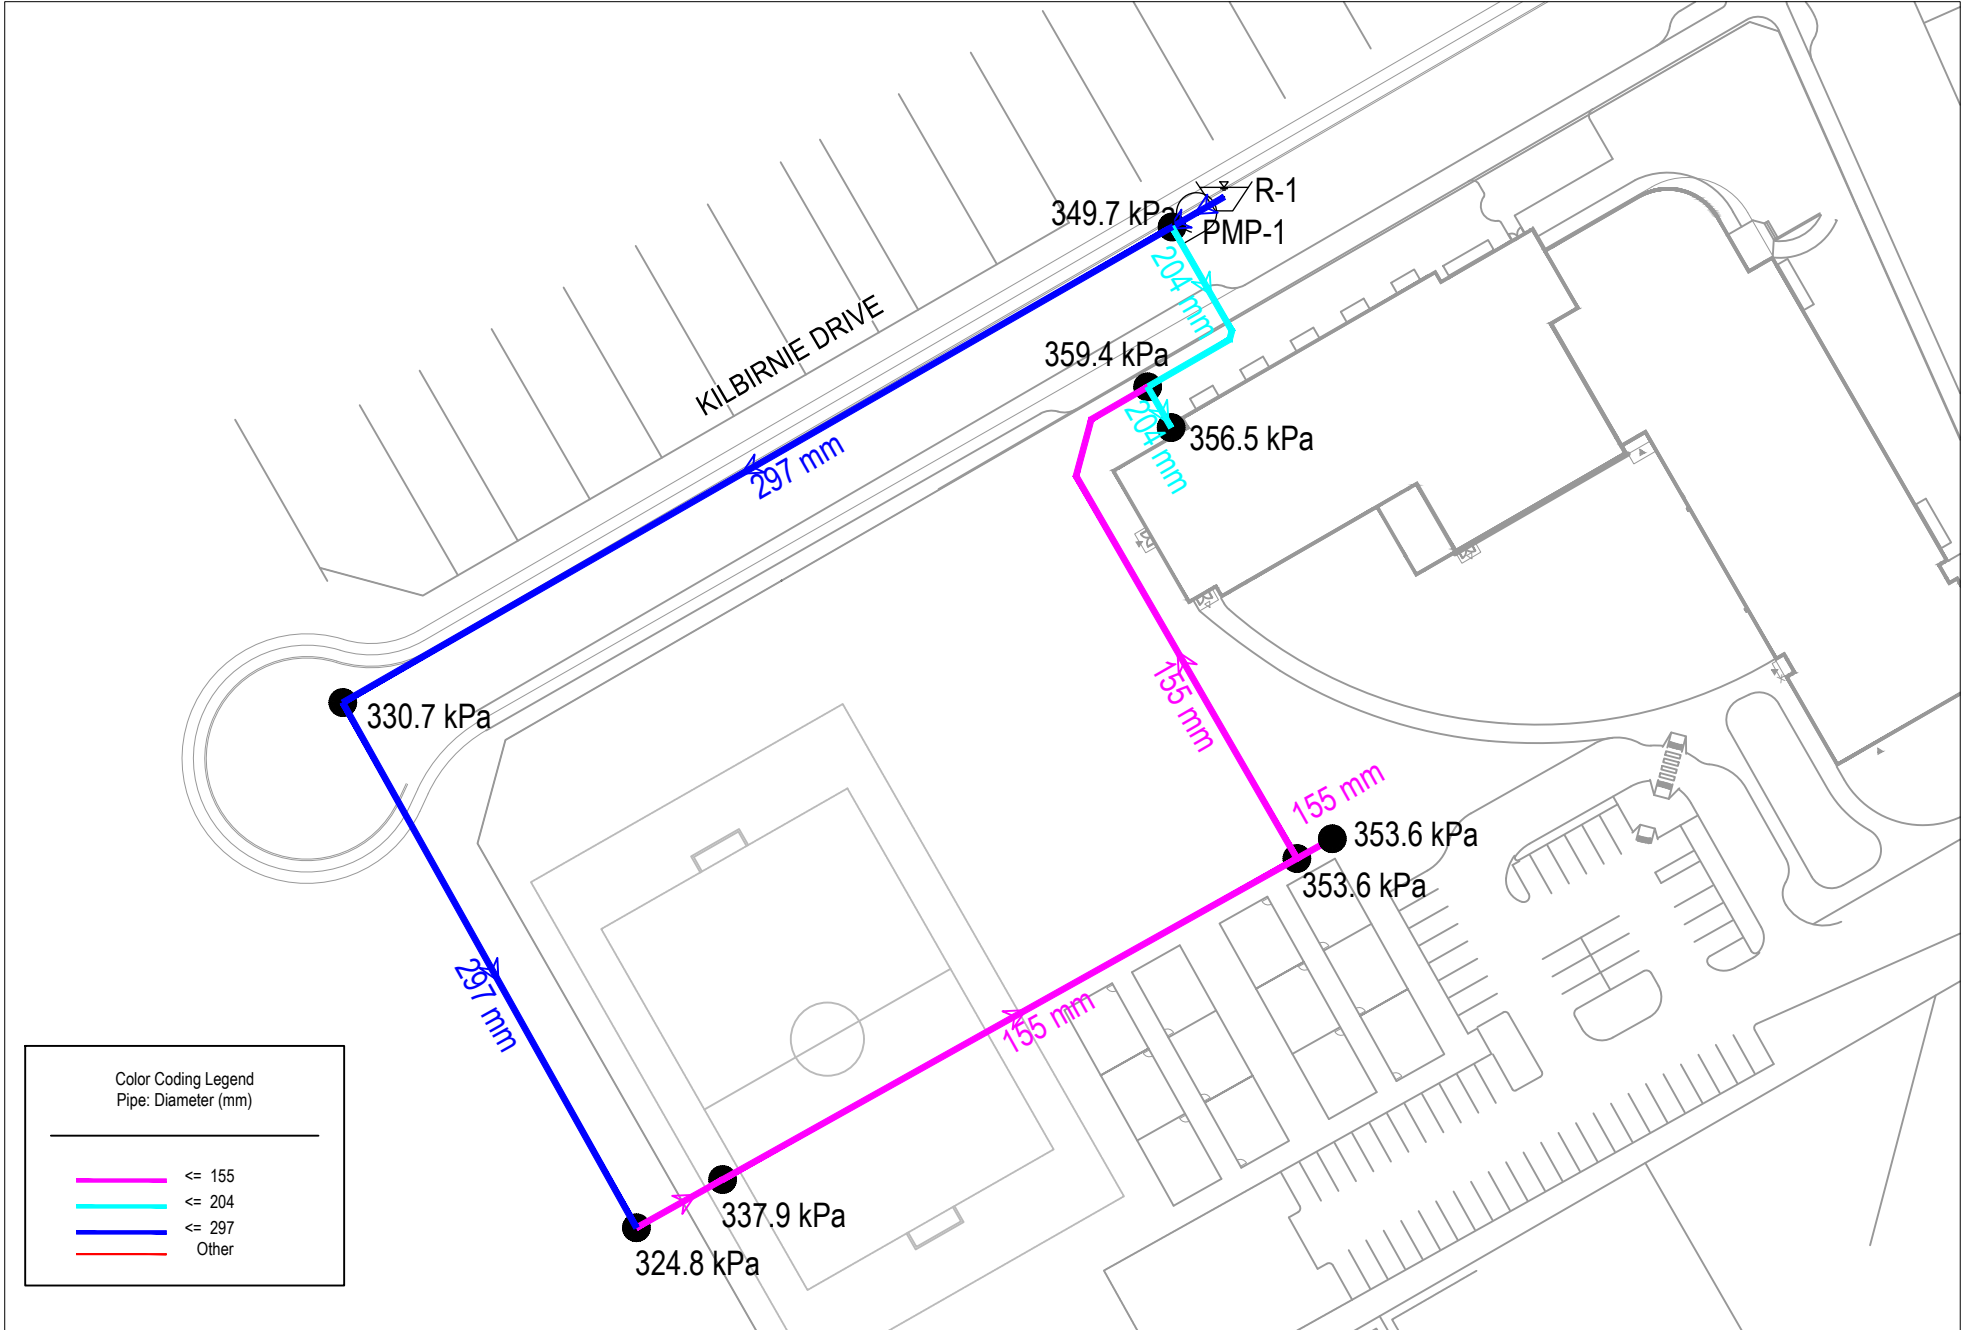 R-1
349.7 kPa
PMP-1
204 mm
KILBIRNIE DRIVE
359.4 kPa
204 mm
356.5 kPa
297 mm
155 mm
330.7 kPa
155 mm
353.6 kPa
353.6 kPa
297 mm
155 mm
337.9 kPa
324.8 kPa
Color Coding Legend
Pipe: Diameter (mm)
<= 155
<= 204
<= 297
Other